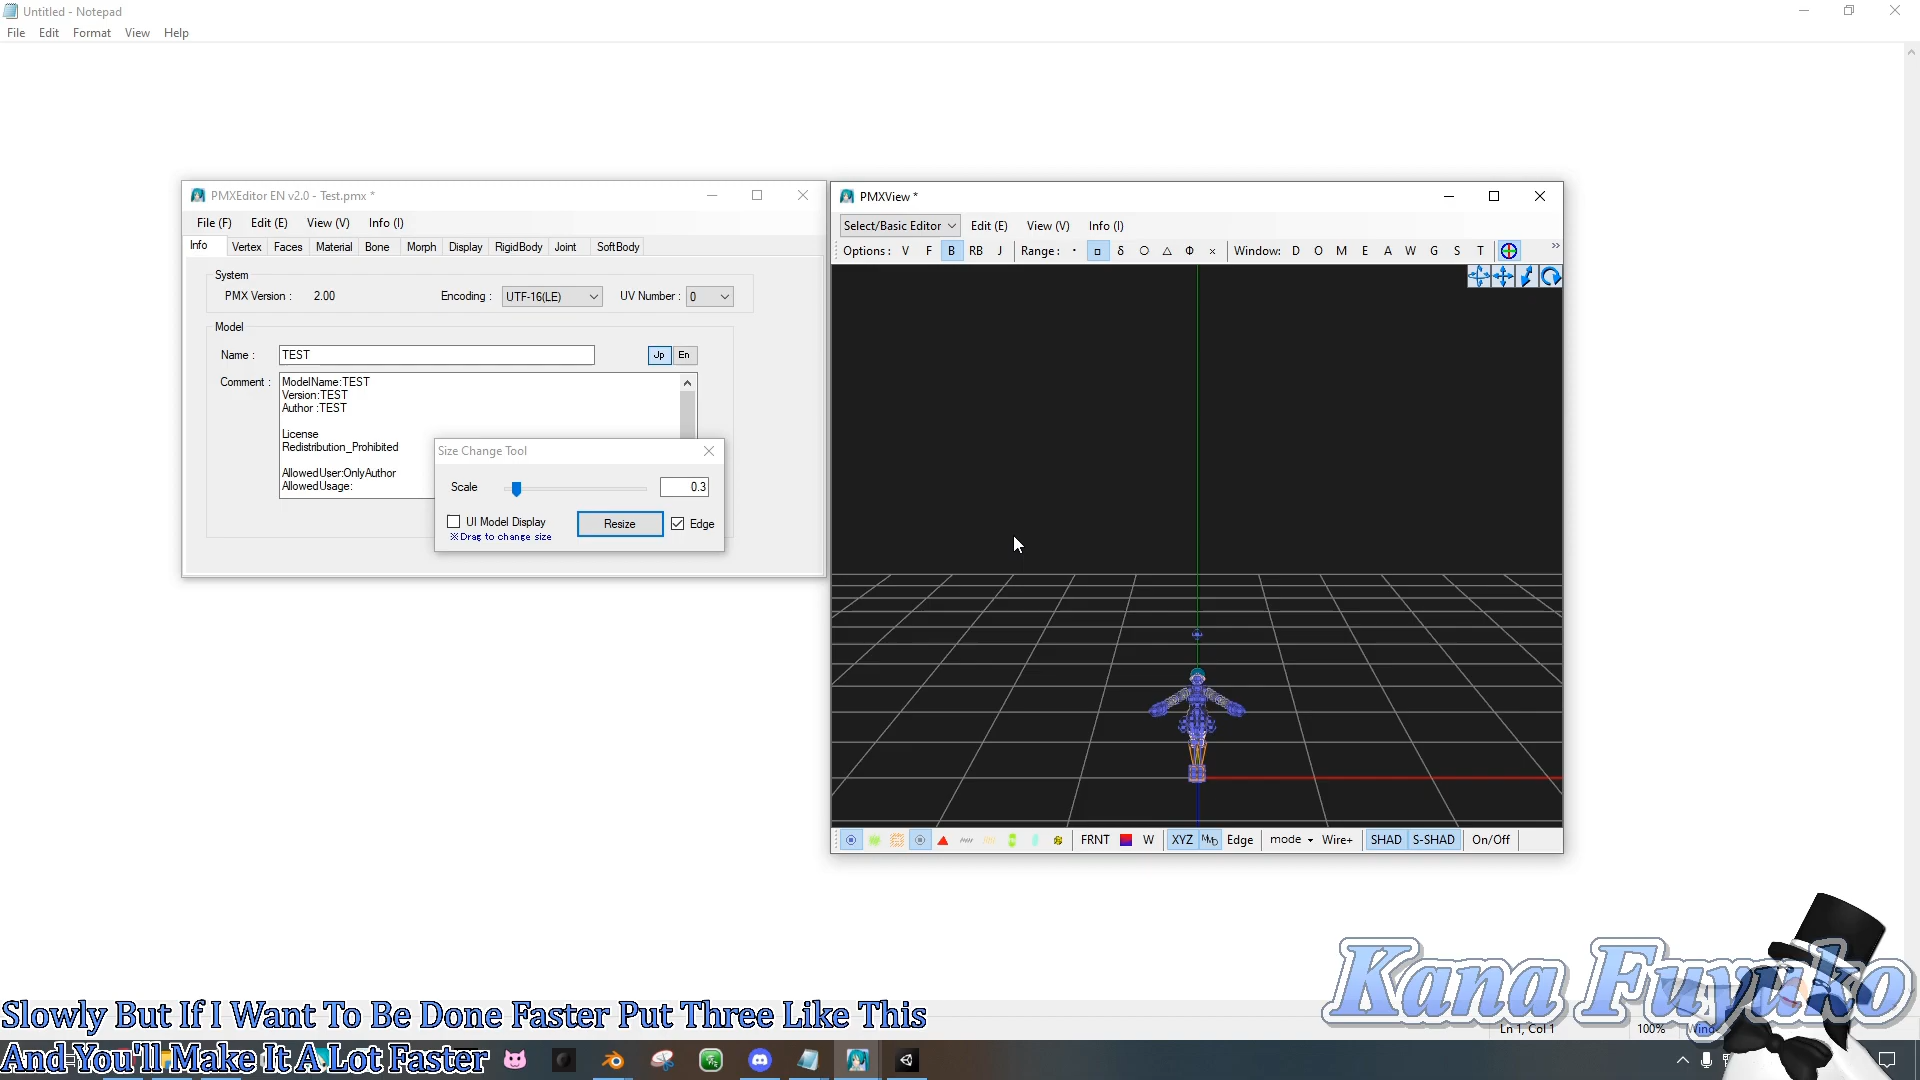 Untitled - Notepad
File Edit Format View Help
PMXEditor EN v2.0 - Test.pmx *
File (F) Edit (E) View (V) Info (I)
Info Vertex Faces Material Bone Morph Display RigidBody Joint SoftBody
System
PMX Version : 2.00 Encoding : UTF-16(LE) UV Number : 0
Model
Name : TEST Jp En
Comment : ModelName:TEST
Version:TEST
Author :TEST
License
Redistribution_Prohibited
AllowedUser:OnlyAuthor
AllowedUsage:
Size Change Tool
Scale 0.3
UI Model Display Resize Edge
※Drag to change size
PMXView *
Select/Basic Editor Edit (E) View (V) Info (I)
Options : V F B RB J Range : · □ δ ○ △ Φ × Window: D O M E A W G S T
FRNT W XYZ Edge mode Wire+ SHAD S-SHAD On/Off
Kana Fuyuko
Slowly But If I Want To Be Done Faster Put Three Like This
And You'll Make It A Lot Faster
Ln 1, Col 1 100%